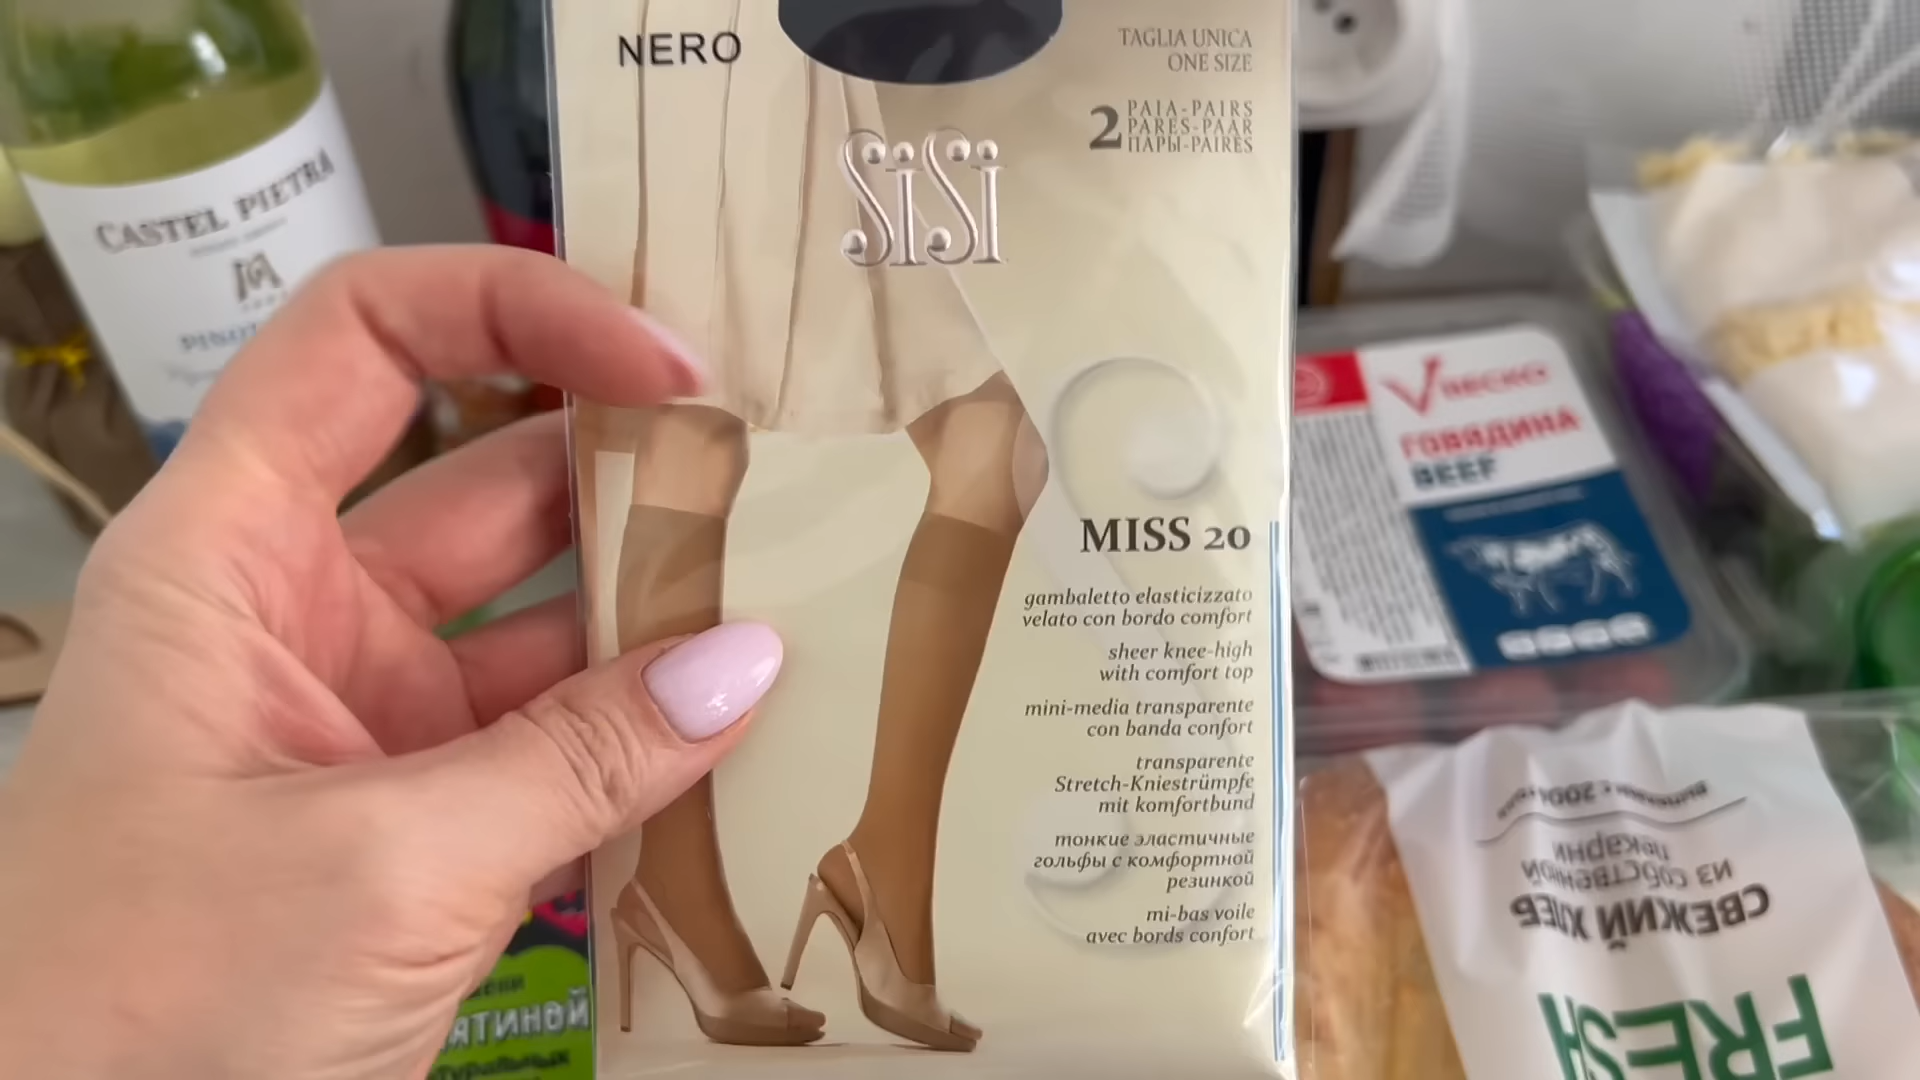 NERO
TAGLIA UNICA
ONE SIZE
2 PAIA-PAIRS
PARES-PAAR
ПАРЫ-PAIRES
SiSi
MISS 20
gambaletto elasticizzato
velato con bordo comfort
sheer knee-high
with comfort top
mini-media transparente
con banda confort
transparente
Stretch-Kniestrümpfe
mit komfortbund
тонкие эластичные
гольфы с комфортной
резинкой
mi-bas voile
avec bords confort
CASTEL PIETRA
ГОВЯДИНА
BEEF
FRESH
СВЕЖИЙ ХЛЕБ
ИЗ СОБСТВЕННОЙ
ПЕКАРНИ